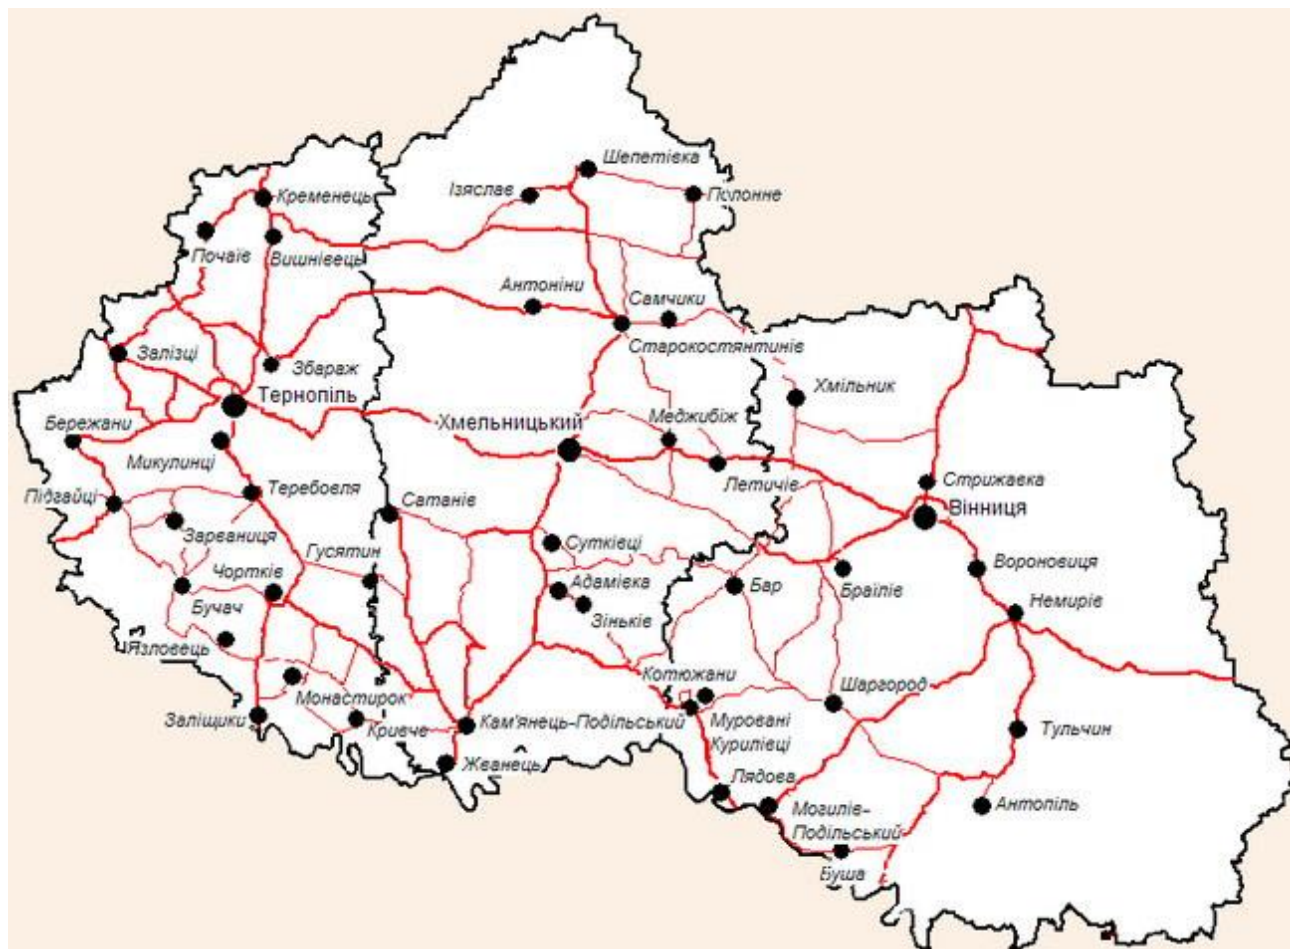 Шепетівка
Ізяслав
Полонне
Кременець
Почаїв
Вишнівець
Антоніни
Самчики
Старокостянтинів
Залізці
Збараж
Тернопіль
Хмільник
Бережани
Хмельницький
Меджибіж
Микулинці
Летичів
Стрижавка
Підгайці
Теребовля
Сатанів
Вінниця
Зарваниця
Гусятин
Сутківці
Чортків
Адамівка
Вороновиця
Бучач
Зіньків
Бар
Браїлів
Немирів
Язловець
Котюжани
Шаргород
Монастирок
Заліщики
Кривче
Кам'янець-Подільський
Муровані
Курилівці
Тульчин
Жванець
Лядова
Могилів-
Подільський
Антопіль
Буша